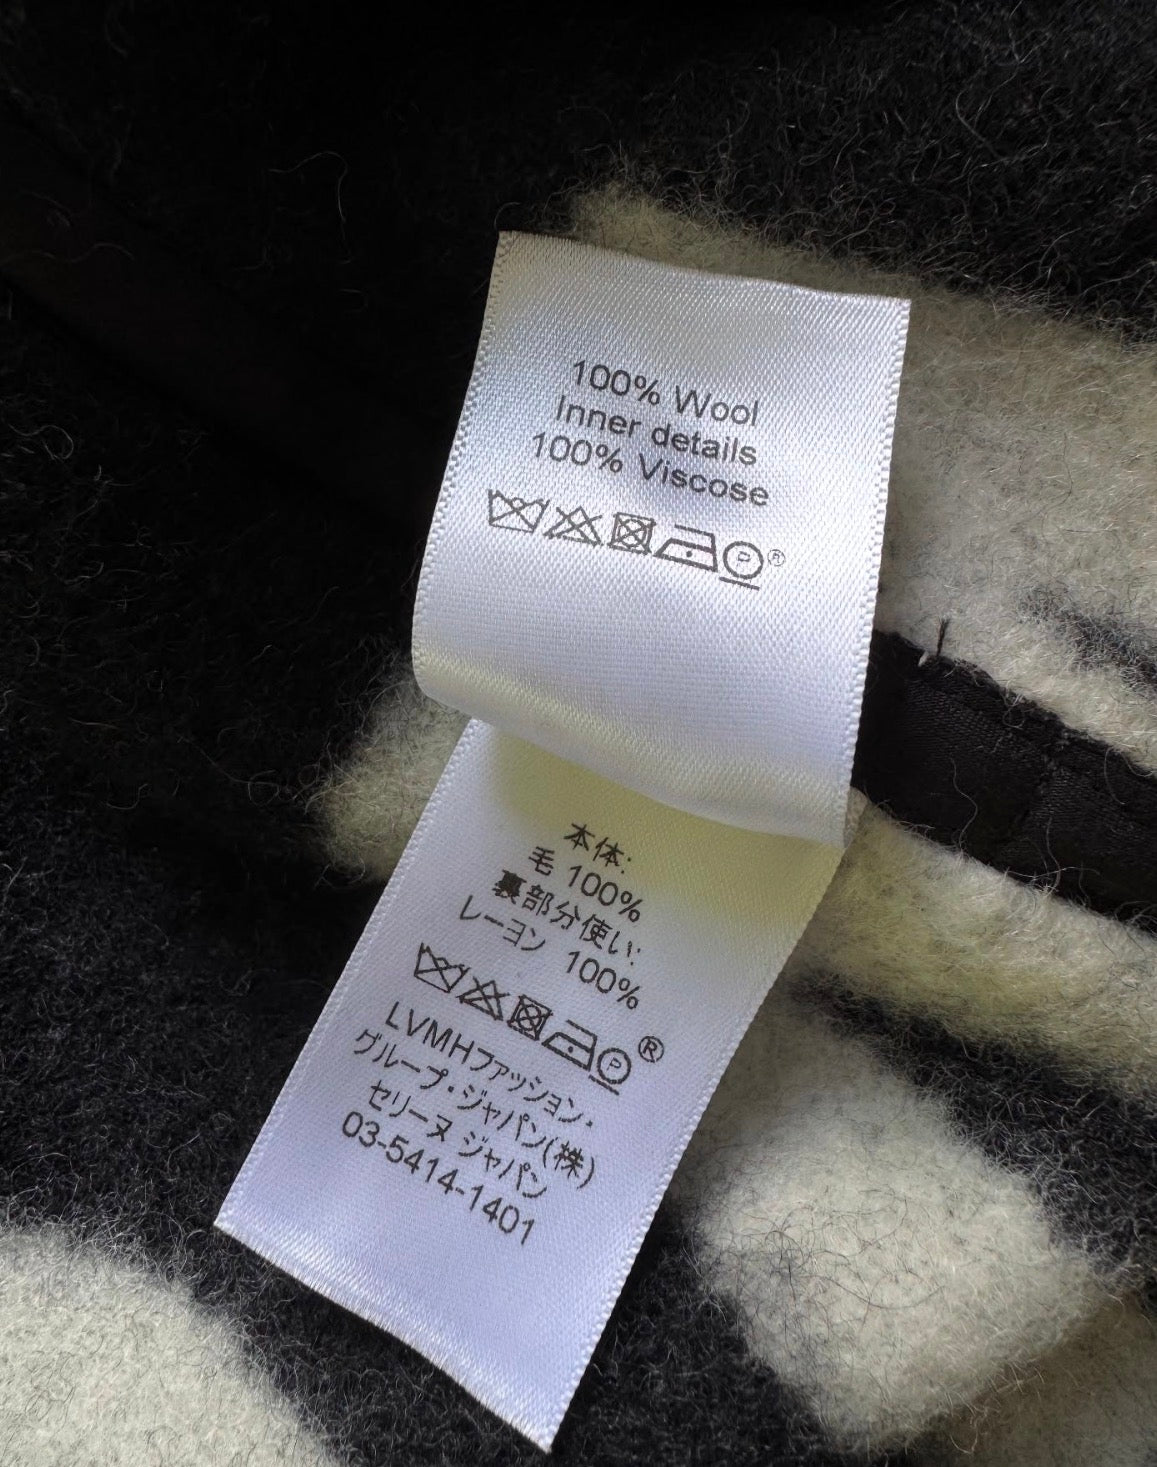 100% Wool
Inner details
100% Viscose
P ®
本体:
毛 100%
裏部分使い:
レーヨン 100%
P ®
LVMHファッション・
グループ・ジャパン(株)
セリーヌ ジャパン
03-5414-1401